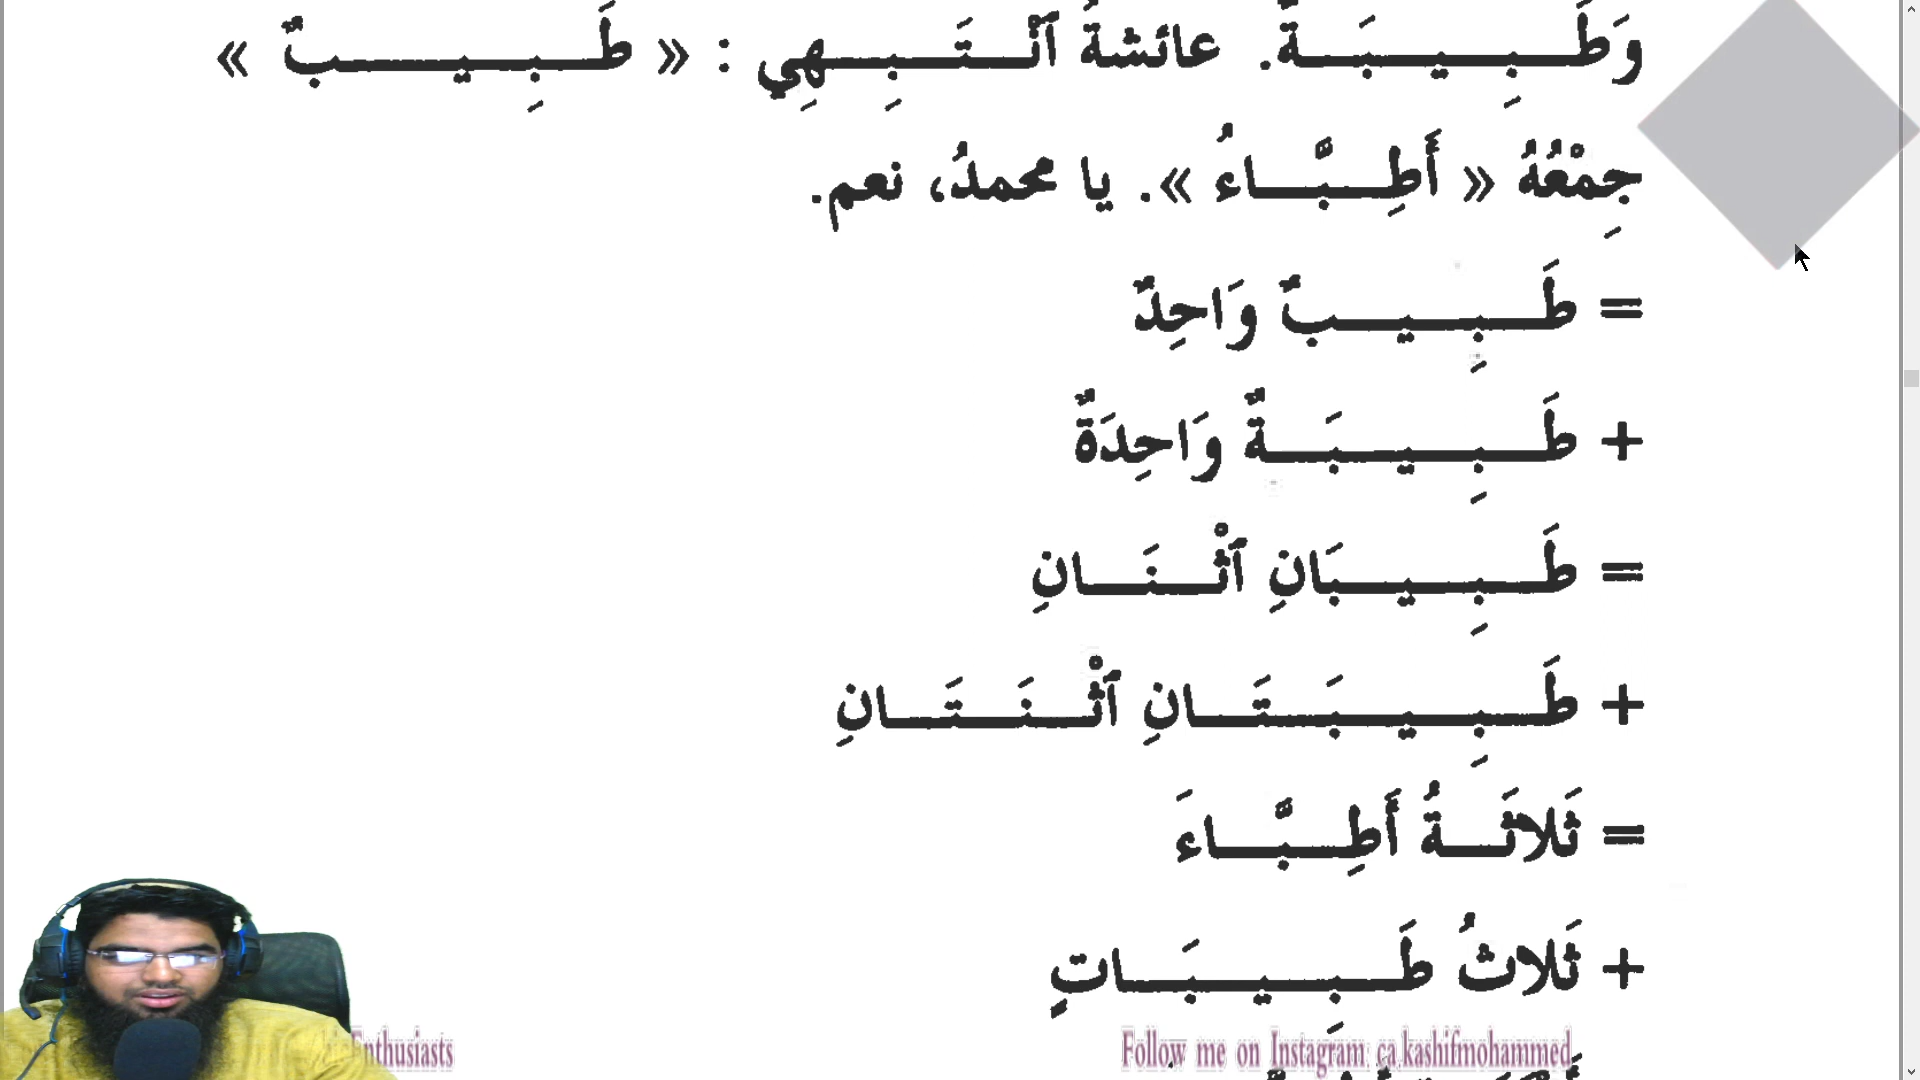 وَطَبِيبَةٌ. عائشةُ ٱنْتَبِهِي : « طَبِيبٌ »
جِمْعُهُ « أَطِبَّاءُ ». يا محمدُ، نعم.
= طَبِيبٌ وَاحِدٌ
+ طَبِيبَةٌ وَاحِدَةٌ
= طَبِيبَانِ ٱثْنَانِ
+ طَبِيبَتَانِ ٱثْنَتَانِ
= ثَلاثَةُ أَطِبَّاءَ
+ ثَلاثُ طَبِيبَاتٍ
Enthusiasts
Follow me on Instagram: ca.kashifmohammed